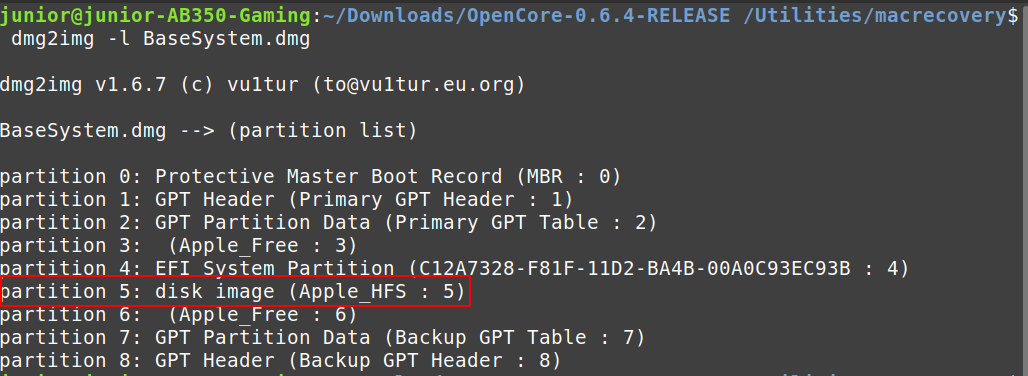 junior@junior-AB350-Gaming:~/Downloads/OpenCore-0.6.4-RELEASE /Utilities/macrecovery$
dmg2img -l BaseSystem.dmg
dmg2img v1.6.7 (c) vu1tur (to@vu1tur.eu.org)
BaseSystem.dmg --> (partition list)
partition 0: Protective Master Boot Record (MBR : 0)
partition 1: GPT Header (Primary GPT Header : 1)
partition 2: GPT Partition Data (Primary GPT Table : 2)
partition 3:  (Apple_Free : 3)
partition 4: EFI System Partition (C12A7328-F81F-11D2-BA4B-00A0C93EC93B : 4)
partition 5: disk image (Apple_HFS : 5)
partition 6:  (Apple_Free : 6)
partition 7: GPT Partition Data (Backup GPT Table : 7)
partition 8: GPT Header (Backup GPT Header : 8)